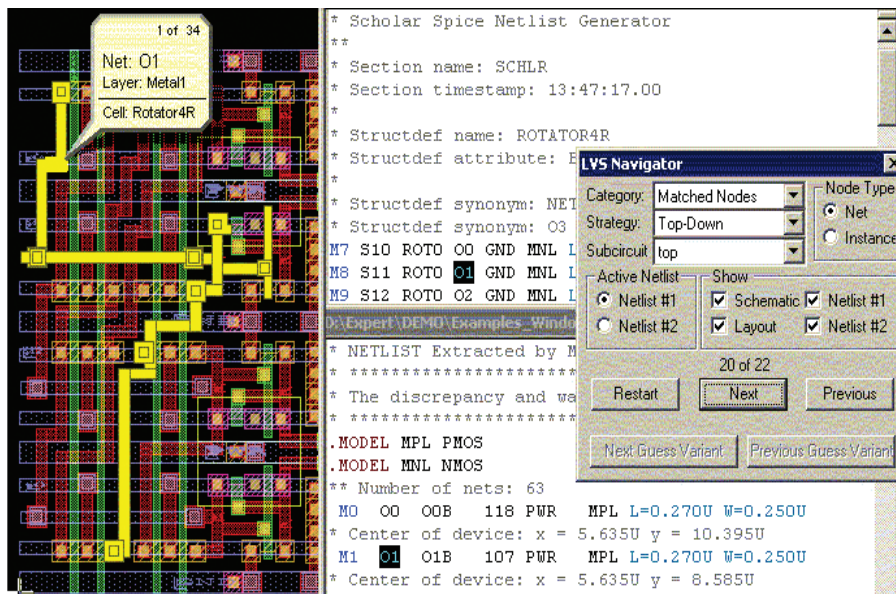 1 of 34
Net: O1
Layer: Metal1
Cell: Rotator4R
* Scholar Spice Netlist Generator
**
* Section name: SCHLR
* Section timestamp: 13:47:17.00
*
* Structdef name: ROTATOR4R
* Structdef attribute:
*
* Structdef synonym: NET
* Structdef synonym: O3
M7 S10 ROT0 O0 GND MNL L
M8 S11 ROT0 O1 GND MNL L
M9 S12 ROT0 O2 GND MNL L
D:\Expert\DEMO\Examples_Windo
* NETLIST Extracted by M
* ***********************
* The discrepancy and wa
* ***********************
.MODEL MPL PMOS
.MODEL MNL NMOS
** Number of nets: 63
M0 O0 O0B 118 PWR MPL L=0.270U W=0.250U
* Center of device: x = 5.635U y = 10.395U
M1 O1 O1B 107 PWR MPL L=0.270U W=0.250U
* Center of device: x = 5.635U y = 8.585U
LVS Navigator
Category: Matched Nodes
Strategy: Top-Down
Subcircuit top
Node Type
Net
Instance
Active Netlist
Netlist #1
Netlist #2
Show
Schematic Netlist #1
Layout Netlist #2
20 of 22
Restart Next Previous
Next Guess Variant Previous Guess Variant